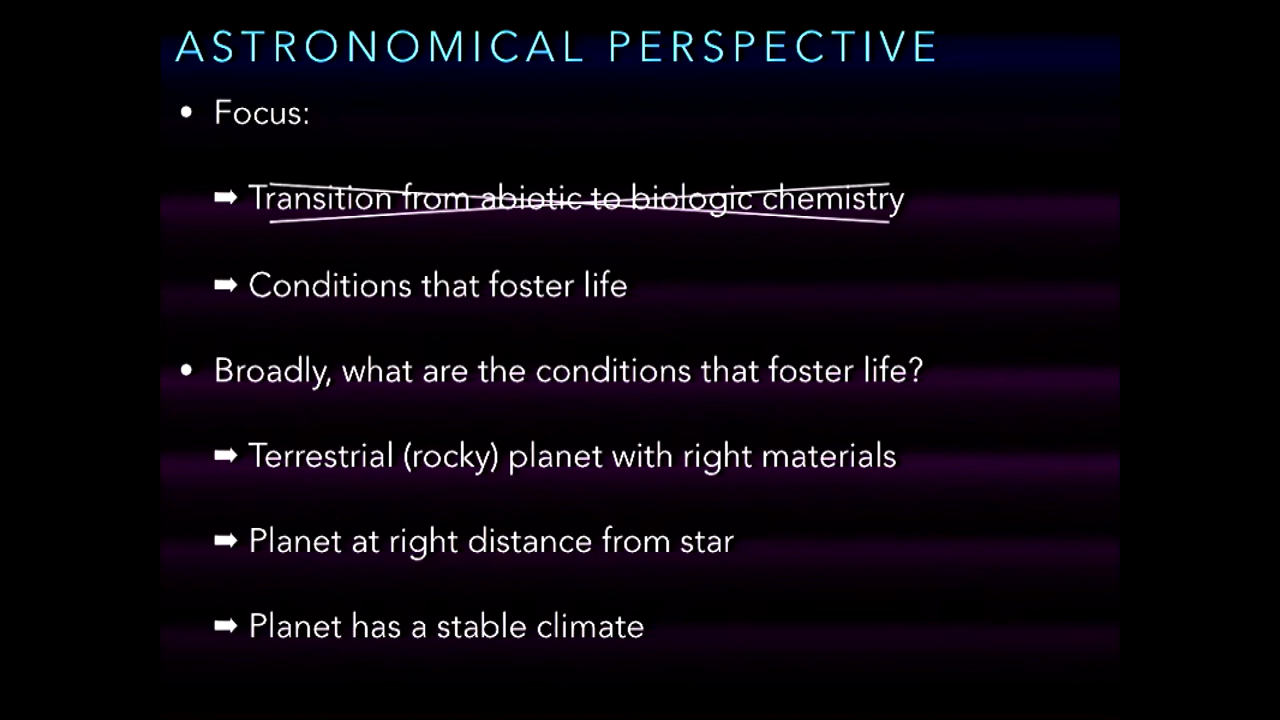 ASTRONOMICAL PERSPECTIVE
• Focus:
➡ Transition from abiotic to biologic chemistry
➡ Conditions that foster life
• Broadly, what are the conditions that foster life?
➡ Terrestrial (rocky) planet with right materials
➡ Planet at right distance from star
➡ Planet has a stable climate